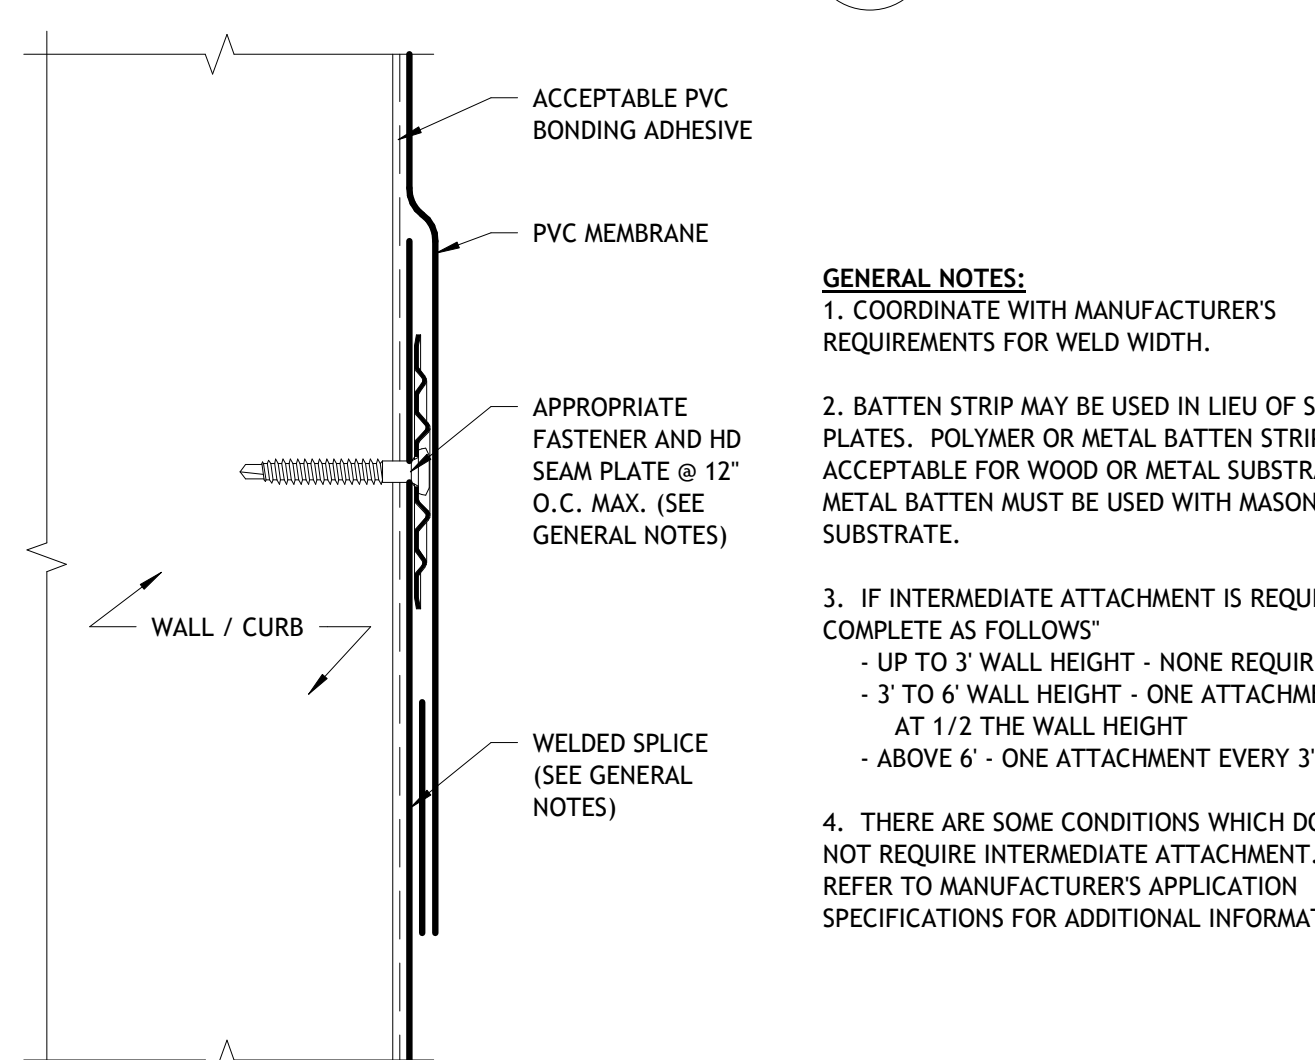 ACCEPTABLE PVC
BONDING ADHESIVE
PVC MEMBRANE
APPROPRIATE
FASTENER AND HD
SEAM PLATE @ 12"
O.C. MAX. (SEE
GENERAL NOTES)
WALL / CURB
WELDED SPLICE
(SEE GENERAL
NOTES)
GENERAL NOTES:
1. COORDINATE WITH MANUFACTURER'S
REQUIREMENTS FOR WELD WIDTH.
2. BATTEN STRIP MAY BE USED IN LIEU OF
PLATES. POLYMER OR METAL BATTEN
ACCEPTABLE FOR WOOD OR METAL
METAL BATTEN MUST BE USED WITH
SUBSTRATE.
3. IF INTERMEDIATE ATTACHMENT IS
COMPLETE AS FOLLOWS"
- UP TO 3' WALL HEIGHT - NONE
- 3' TO 6' WALL HEIGHT - ONE
AT 1/2 THE WALL HEIGHT
- ABOVE 6' - ONE ATTACHMENT EVERY 3'
4. THERE ARE SOME CONDITIONS WHICH
NOT REQUIRE INTERMEDIATE ATTACHMENT.
REFER TO MANUFACTURER'S APPLICATION
SPECIFICATIONS FOR ADDITIONAL